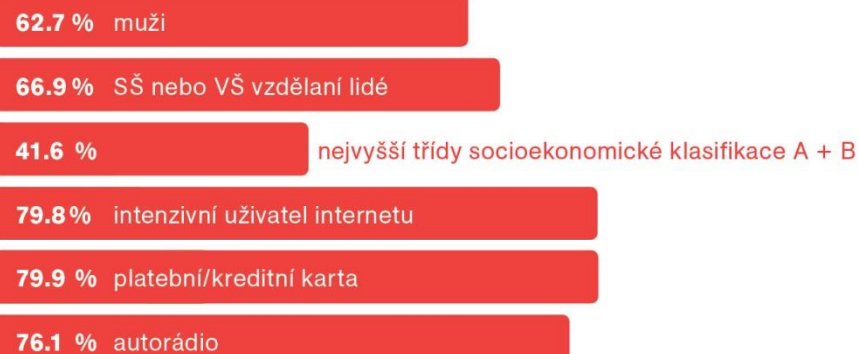 62.7 % muži
66.9 % SŠ nebo VŠ vzdělaní lidé
41.6 % nejvyšší třídy socioekonomické klasifikace A + B
79.8 % intenzivní uživatel internetu
79.9 % platební/kreditní karta
76.1 % autorádio